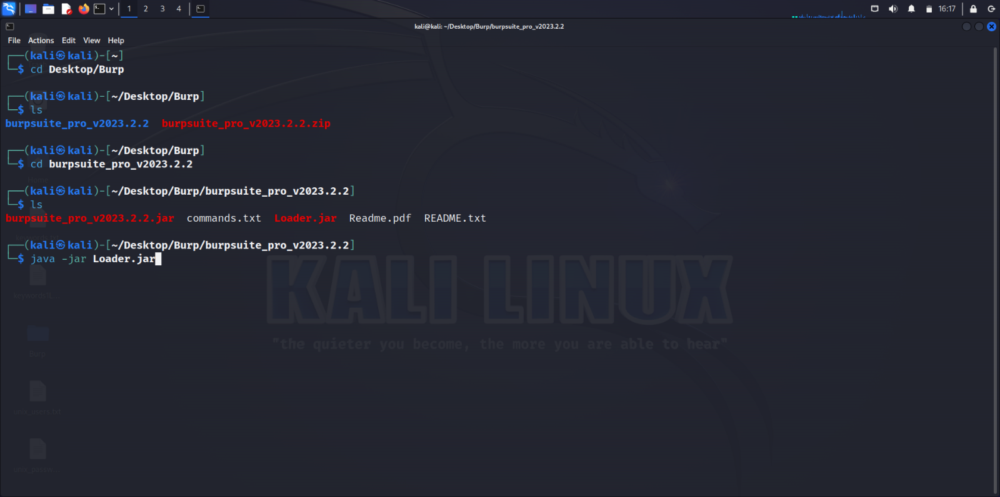 1 2 3 4 16:17
kali@kali: ~/Desktop/Burp/burpsuite_pro_v2023.2.2
File Actions Edit View Help
┌──(kali㉿kali)-[~]
└─$ cd Desktop/Burp
┌──(kali㉿kali)-[~/Desktop/Burp]
└─$ ls
burpsuite_pro_v2023.2.2 burpsuite_pro_v2023.2.2.zip
┌──(kali㉿kali)-[~/Desktop/Burp]
└─$ cd burpsuite_pro_v2023.2.2
┌──(kali㉿kali)-[~/Desktop/Burp/burpsuite_pro_v2023.2.2]
└─$ ls
burpsuite_pro_v2023.2.2.jar commands.txt Loader.jar Readme.pdf README.txt
┌──(kali㉿kali)-[~/Desktop/Burp/burpsuite_pro_v2023.2.2]
└─$ java -jar Loader.jar
KALI LINUX
"the quieter you become, the more you are able to hear"
Home
Burp
unix_users.txt